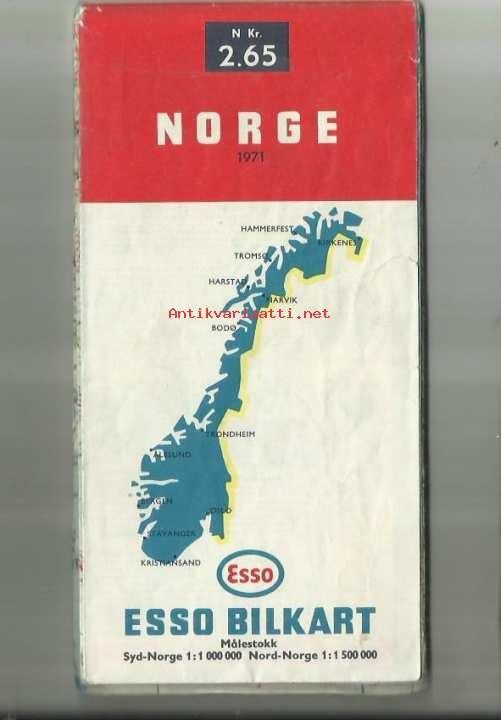 N Kr.
2.65
NORGE
1971
HAMMERFEST
KIRKENES
TROMSØ
HARSTAD
NARVIK
Antikvariaatti.net
BODØ
TRONDHEIM
ÅLESUND
BERGEN
OSLO
STAVANGER
KRISTIANSAND
Esso
ESSO BILKART
Målestokk
Syd-Norge 1:1 000 000 Nord-Norge 1:1 500 000